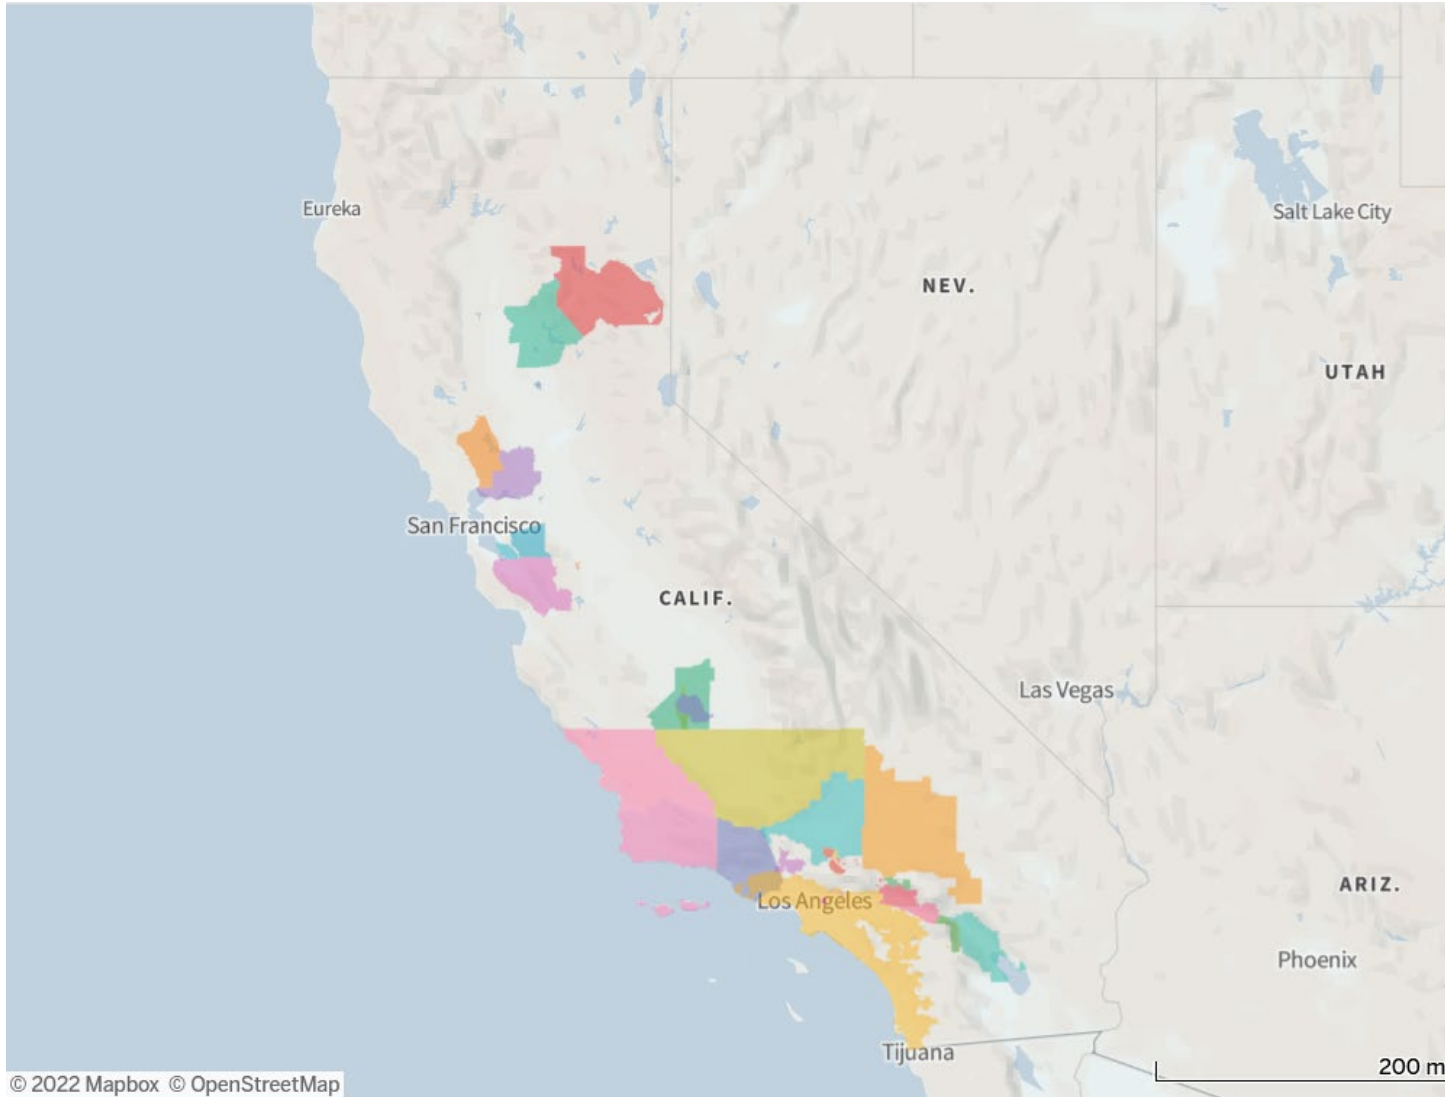 Eureka
Salt Lake City
NEV.
UTAH
San Francisco
CALIF.
Las Vegas
ARIZ.
Los Angeles
Phoenix
Tijuana
200 m
© 2022 Mapbox © OpenStreetMap